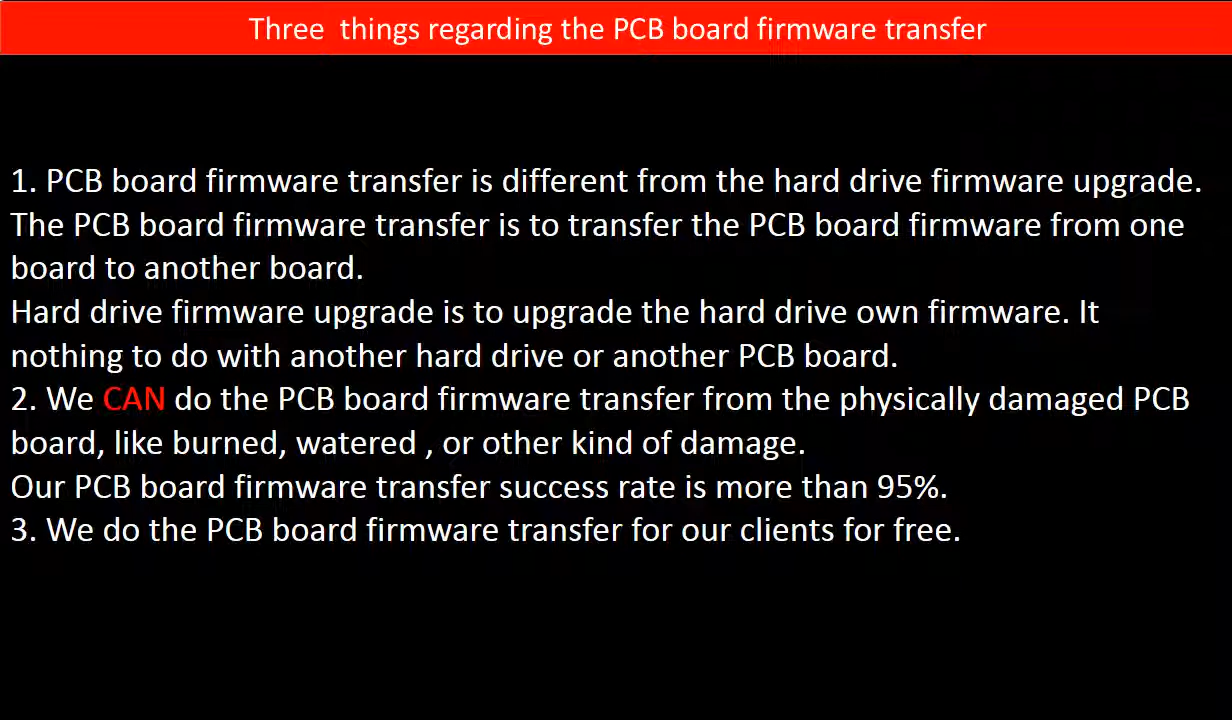 Three  things regarding the PCB board firmware transfer
1. PCB board firmware transfer is different from the hard drive firmware upgrade.
The PCB board firmware transfer is to transfer the PCB board firmware from one
board to another board.
Hard drive firmware upgrade is to upgrade the hard drive own firmware. It
nothing to do with another hard drive or another PCB board.
2. We CAN do the PCB board firmware transfer from the physically damaged PCB
board, like burned, watered , or other kind of damage.
Our PCB board firmware transfer success rate is more than 95%.
3. We do the PCB board firmware transfer for our clients for free.